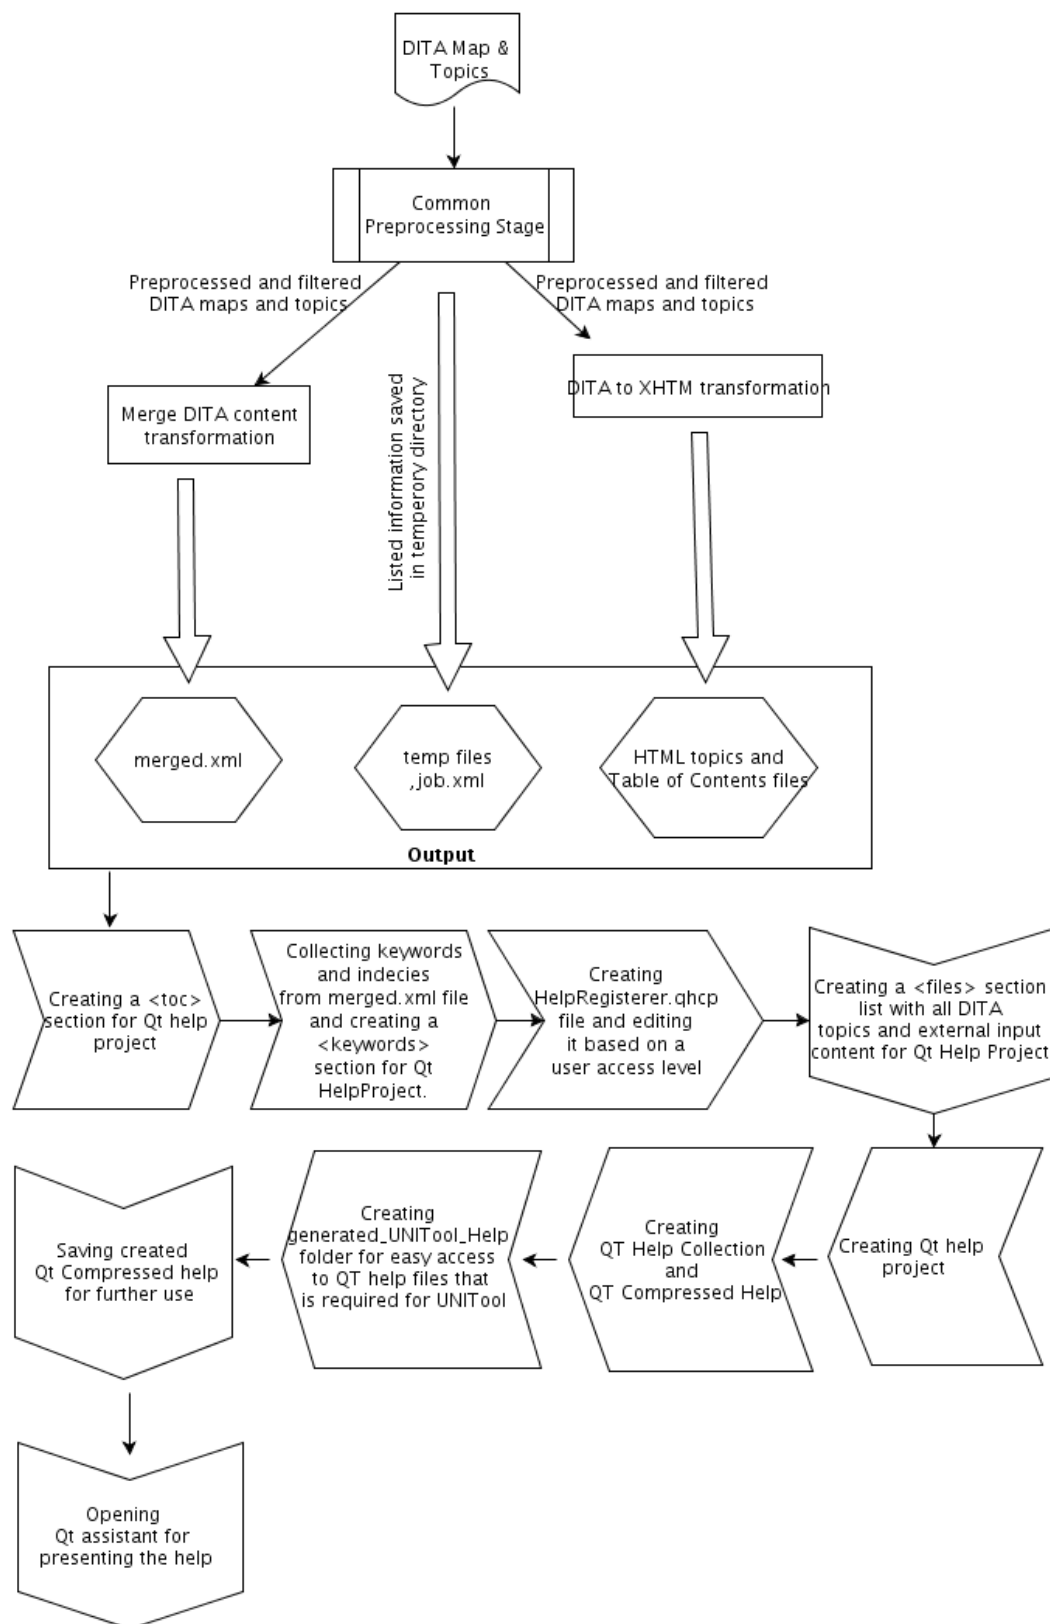 DITA Map &
Topics
Common
Preprocessing Stage
Preprocessed and filtered
DITA maps and topics
Preprocessed and filtered
DITA maps and topics
Listed information saved
in temperory directory
DITA to XHTM transformation
Merge DITA content
transformation
merged.xml
temp files
,job.xml
HTML topics and
Table of Contents files
Output
Creating a <toc>
section for Qt help
project
Collecting keywords
and indecies
from merged.xml file
and creating a
<keywords>
section for Qt
HelpProject.
Creating
HelpRegisterer.qhcp
file and editing
it based on a
user access level
Creating a <files> section
list with all DITA
topics and external input
content for Qt Help Project
Creating Qt help
project
Creating
QT Help Collection
and
QT Compressed Help
Creating
generated_UNITool_Help
folder for easy access
to QT help files that
is required for UNITool
Saving created
Qt Compressed help
for further use
Opening
Qt assistant for
presenting the help